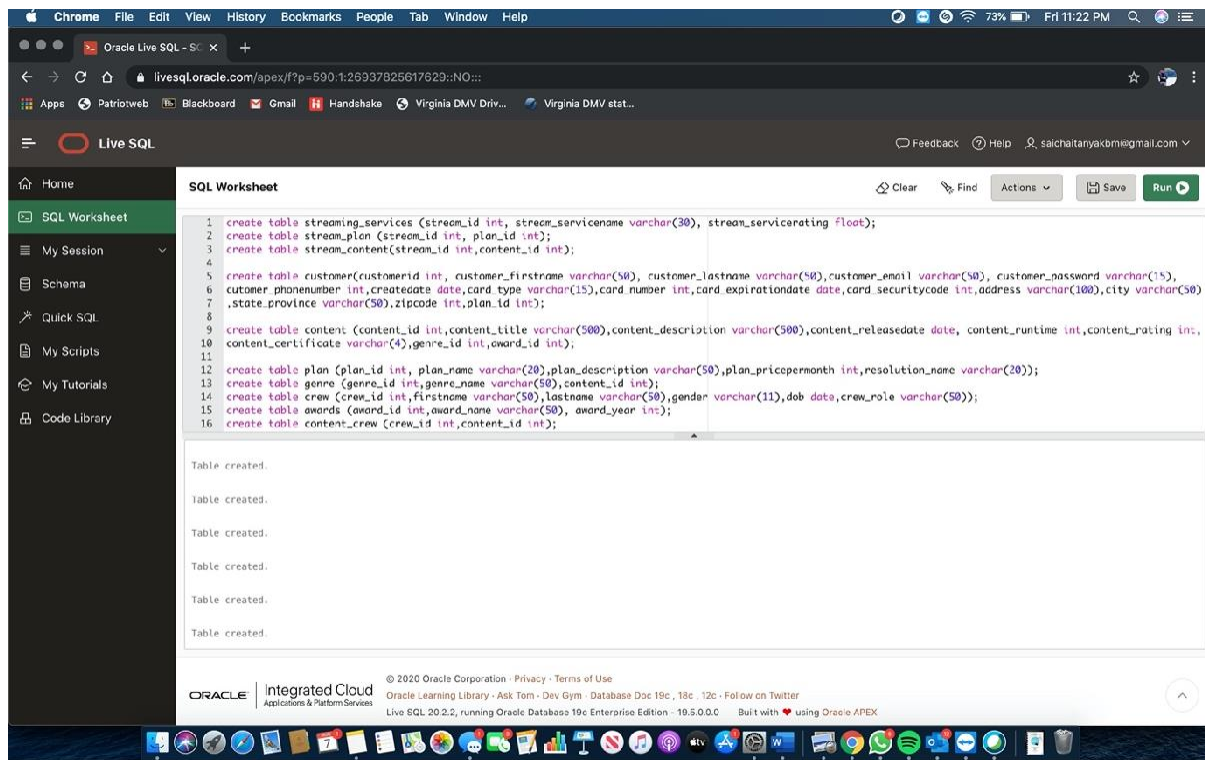 Chrome File Edit View History Bookmarks People Tab Window Help 73% Fri 11:22 PM
Oracle Live SQL - SC
livesql.oracle.com/apex/f?p=590:1:26937825617629::NO:::
Apps Patriotweb Blackboard Gmail Handshake Virginia DMV Driv... Virginia DMV stat...
Live SQL Feedback Help saichaitanyakbm@gmail.com
Home
SQL Worksheet
My Session
Schema
Quick SQL
My Scripts
My Tutorials
Code Library
SQL Worksheet Clear Find Actions Save Run
1 create table streaming_services (stream_id int, stream_servicename varchar(30), stream_servicerating float);
2 create table stream_plan (stream_id int, plan_id int);
3 create table stream_content(stream_id int,content_id int);
4
5 create table customer(customerid int, customer_firstname varchar(50), customer_lastname varchar(50),customer_email varchar(50), customer_password varchar(15),
6 cutomer_phonenumber int,createdate date,card_type varchar(15),card_number int,card_expirationdate date,card_securitycode int,address varchar(100),city varchar(50)
7 ,state_province varchar(50),zipcode int,plan_id int);
8
9 create table content (content_id int,content_title varchar(500),content_description varchar(500),content_releasedate date, content_runtime int,content_rating int,
10 content_certificate varchar(4),genre_id int,award_id int);
11
12 create table plan (plan_id int, plan_name varchar(20),plan_description varchar(50),plan_pricepermonth int,resolution_name varchar(20));
13 create table genre (genre_id int,genre_name varchar(50),content_id int);
14 create table crew (crew_id int,firstname varchar(50),lastname varchar(50),gender varchar(11),dob date,crew_role varchar(50));
15 create table awards (award_id int,award_name varchar(50), award_year int);
16 create table content_crew (crew_id int,content_id int);
Table created.
Table created.
Table created.
Table created.
Table created.
Table created.
ORACLE Integrated Cloud
Applications & Platform Services
© 2020 Oracle Corporation · Privacy · Terms of Use
Oracle Learning Library · Ask Tom · Dev Gym · Database Doc 19c , 18c , 12c · Follow on Twitter
Live SQL 20.2.2, running Oracle Database 19c Enterprise Edition - 19.5.0.0.0 Built with ❤ using Oracle APEX